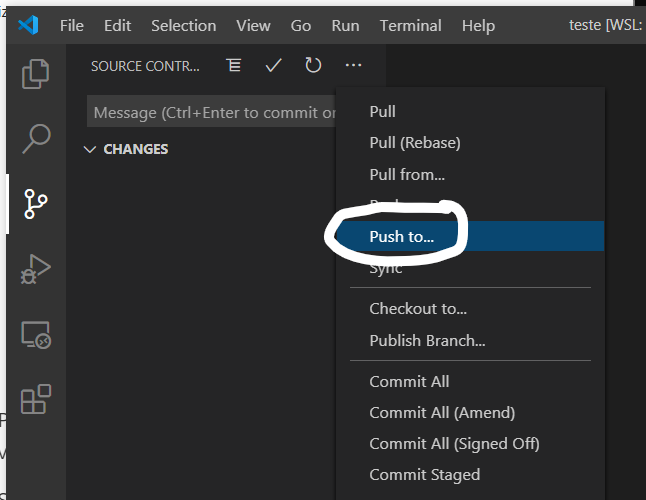 File Edit Selection View Go Run Terminal Help teste [WSL:
SOURCE CONTR...
Message (Ctrl+Enter to commit or
CHANGES
Pull
Pull (Rebase)
Pull from...
Push to...
Sync
Checkout to...
Publish Branch...
Commit All
Commit All (Amend)
Commit All (Signed Off)
Commit Staged